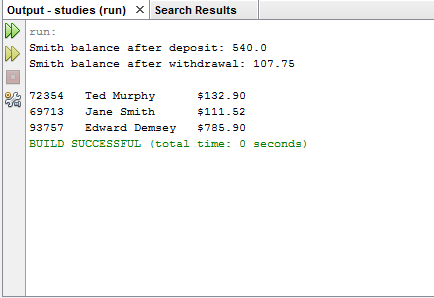 Output - studies (run) × Search Results
run:
Smith balance after deposit: 540.0
Smith balance after withdrawal: 107.75
72354 Ted Murphy $132.90
69713 Jane Smith $111.52
93757 Edward Demsey $785.90
BUILD SUCCESSFUL (total time: 0 seconds)